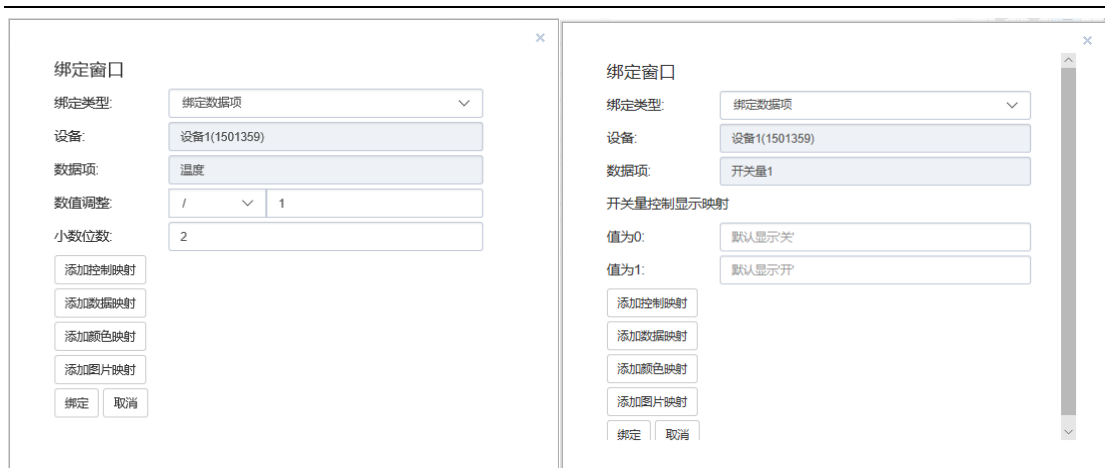 绑定窗口
绑定类型: 绑定数据项
设备: 设备1(1501359)
数据项: 温度
数值调整: / 1
小数位数: 2
添加控制映射
添加数据映射
添加颜色映射
添加图片映射
绑定 取消
绑定窗口
绑定类型: 绑定数据项
设备: 设备1(1501359)
数据项: 开关量1
开关量控制显示映射
值为0: 默认显示'关'
值为1: 默认显示'开'
添加控制映射
添加数据映射
添加颜色映射
添加图片映射
绑定 取消